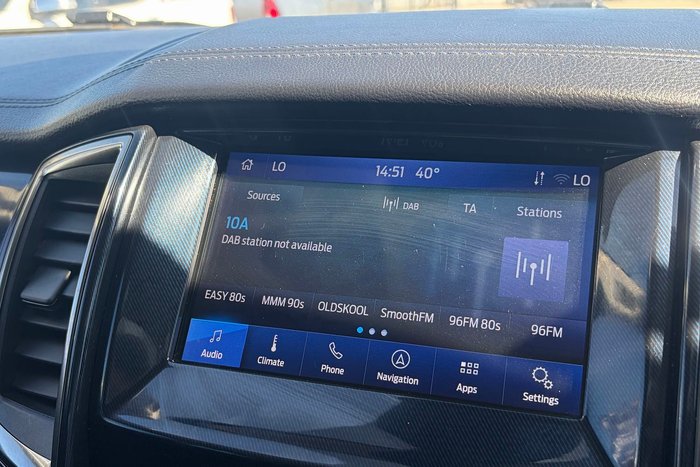 LO 14:51 40° LO
Sources DAB TA Stations
10A
DAB station not available
EASY 80s MMM 90s OLDSKOOL SmoothFM 96FM 80s 96FM
Audio Climate Phone Navigation Apps Settings